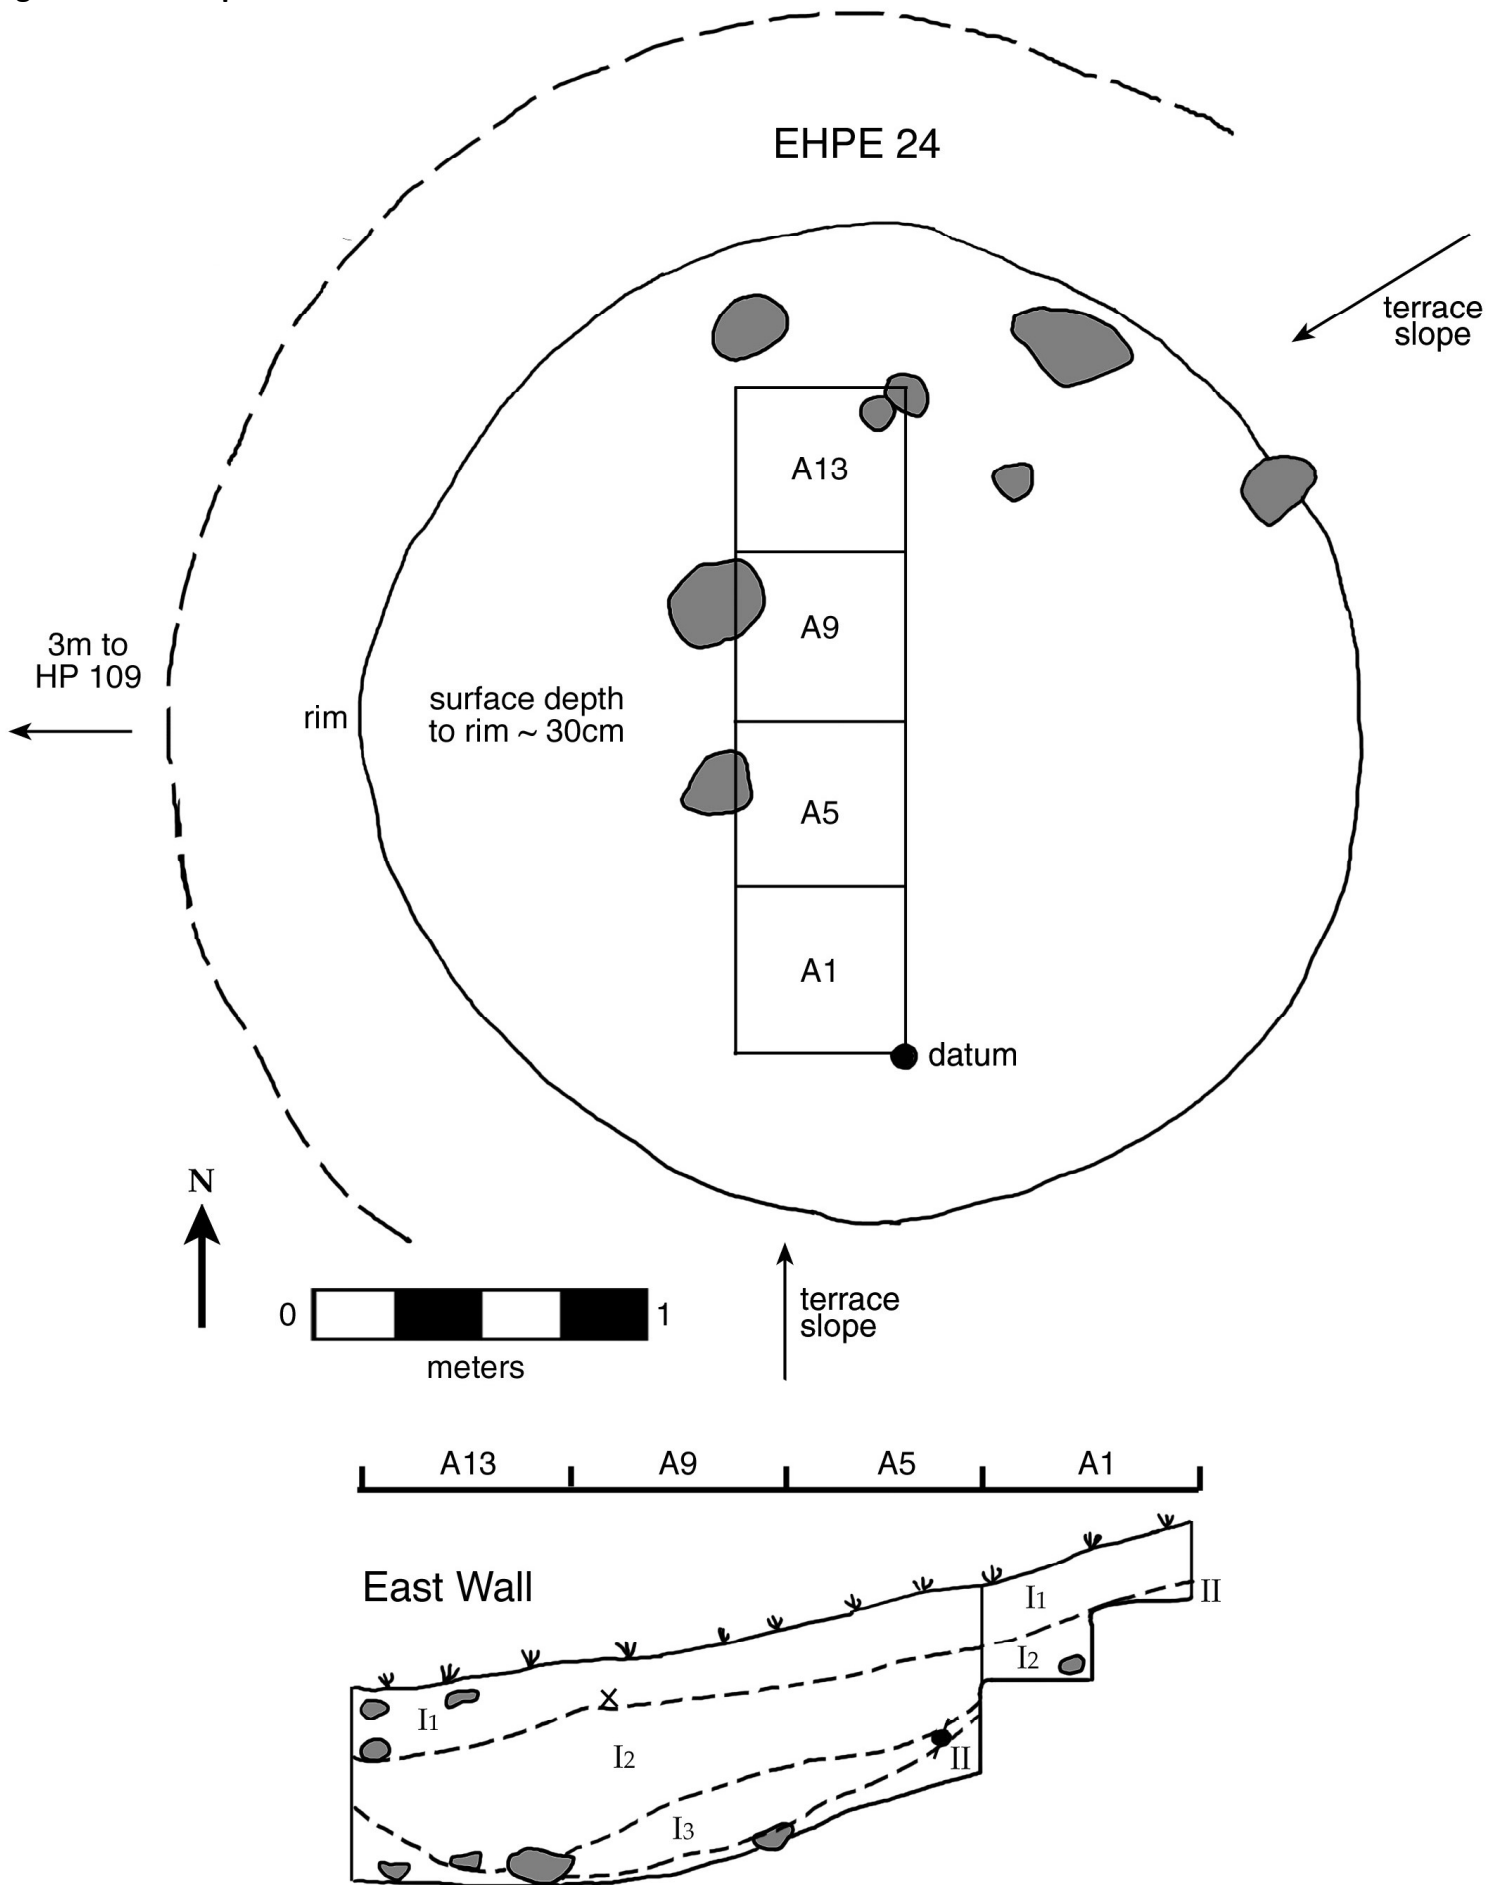 EHPE 24
terrace
slope
A13
A9
3m to
HP 109
rim
surface depth
to rim ~ 30cm
A5
A1
datum
N
0
1
meters
terrace
slope
A13 A9 A5 A1
East Wall
I1
II
I2
I1
I2
II
I3